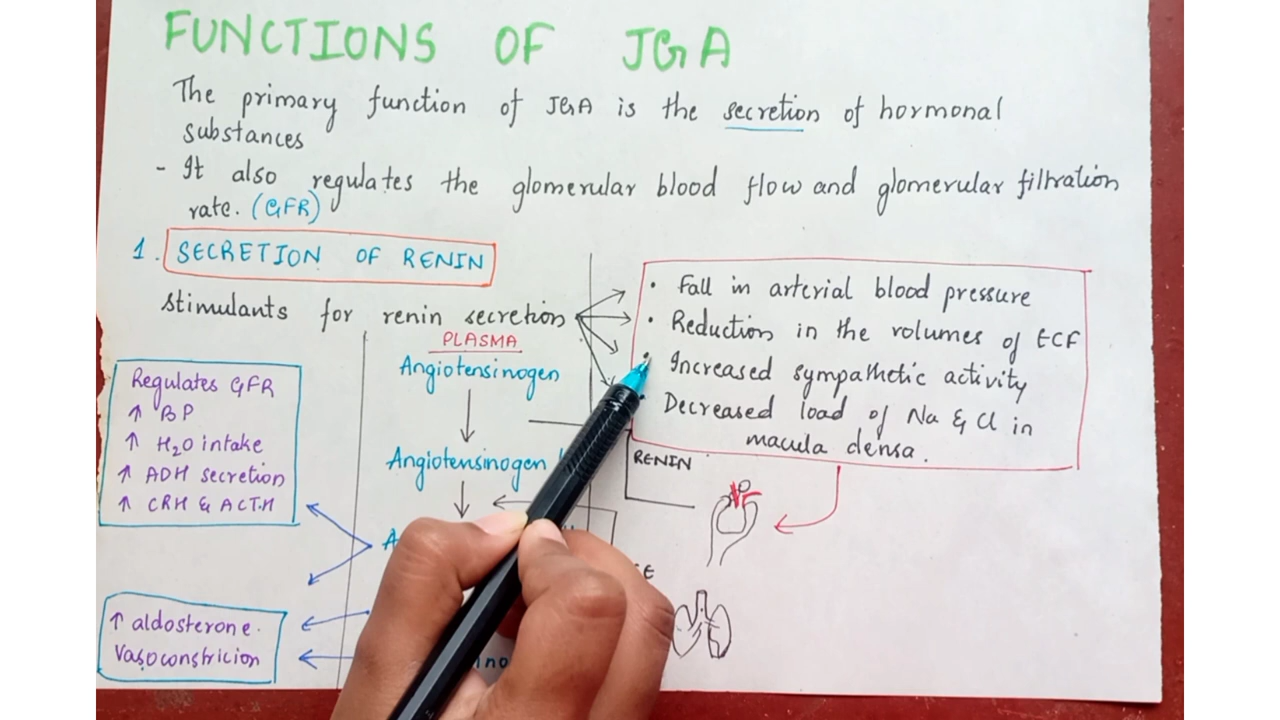 FUNCTIONS OF JGA
The primary function of JGA is the secretion of hormonal
substances
- It also regulates the glomerular blood flow and glomerular filtration
rate. (GFR)
1. SECRETION OF RENIN
Stimulants for renin secretion
• Fall in arterial blood pressure
• Reduction in the volumes of ECF
• Increased sympathetic activity
Decreased load of Na & Cl in
macula densa.
PLASMA
Angiotensinogen
Angiotensinogen
RENIN
Regulates GFR
↑ BP
↑ H2O intake
↑ ADH secretion
↑ CRH & ACTH
↑ aldosterone.
Vasoconstricion